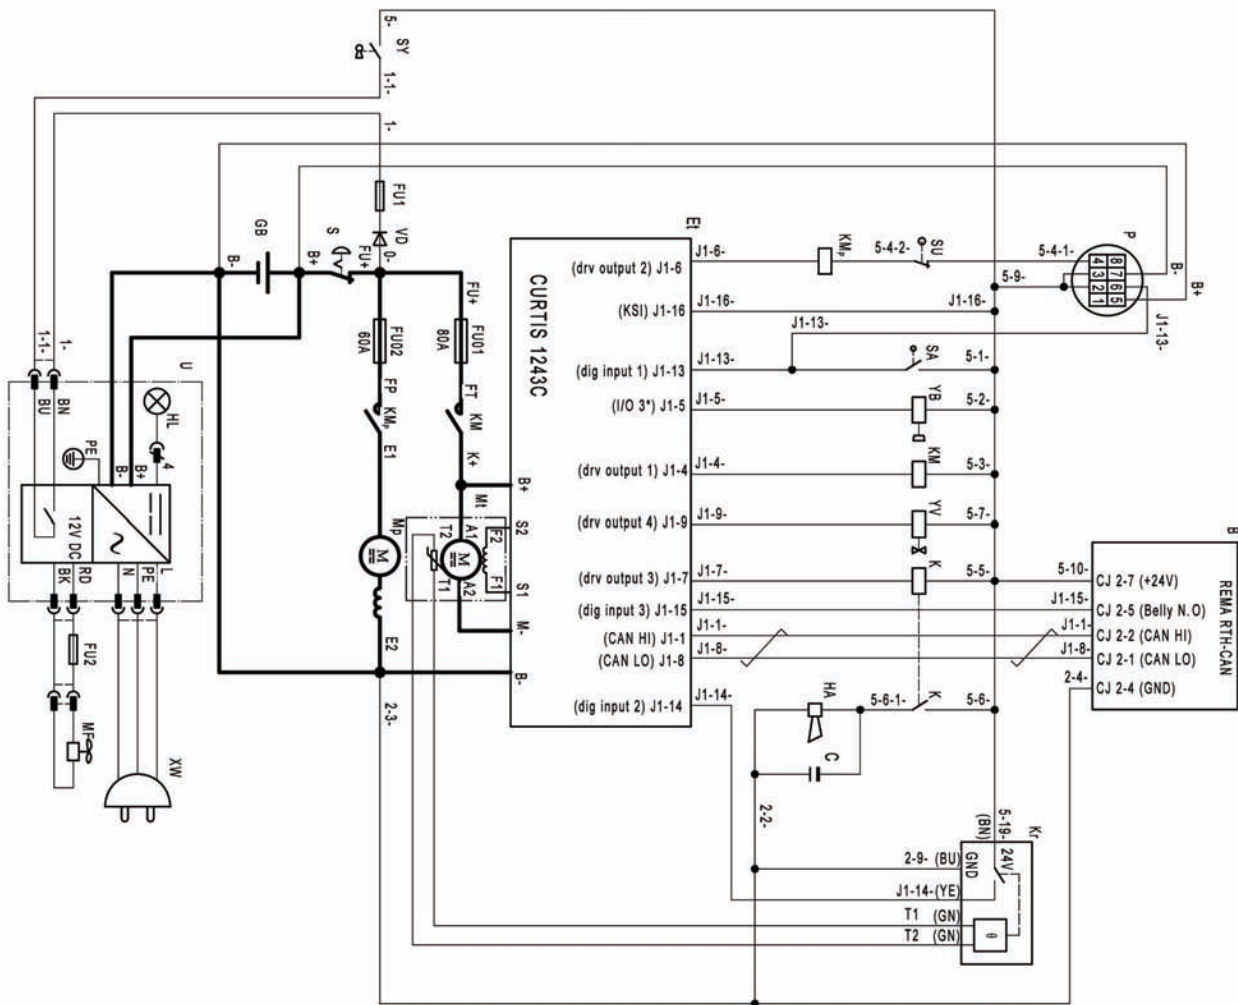 5-
SY
1-1-
1-
FU1
VD
0-
GB
S
FU+
B-
B+
FU+
FU02
60A
FU01
80A
FP
KMp
E1
FT
KM
K+
Mp
M
E2
2-3-
Mt
T2
A1
F2
M
T1
A2
F1
Et
CURTIS 1243C
B+
S2
S1
M-
B-
(drv output 2) J1-6
(KSI) J1-16
(dig input 1) J1-13
(I/O 3*) J1-5
(drv output 1) J1-4
(drv output 4) J1-9
(drv output 3) J1-7
(dig input 3) J1-15
(CAN HI) J1-1
(CAN LO) J1-8
(dig input 2) J1-14
J1-6-
KMp
5-4-2-
SU
5-4-1-
P
4 8
3 7
2 6
1 5
B-
B+
5-9-
J1-16-
J1-16-
J1-13-
J1-13-
J1-13-
SA
5-1-
J1-5-
YB
5-2-
J1-4-
KM
5-3-
J1-9-
YV
5-7-
J1-7-
K
5-5-
J1-15-
J1-1-
J1-8-
J1-14-
HA
5-6-1-
K
5-6-
C
2-2-
5-10-
J1-15-
J1-1-
J1-8-
2-4-
B
REMA RTH-CAN
CJ 2-7 (+24V)
CJ 2-5 (Belly N.O)
CJ 2-2 (CAN HI)
CJ 2-1 (CAN LO)
CJ 2-4 (GND)
5-19-
(BN)
Kr
24V
GND
2-9- (BU)
J1-14-(YE)
T1 (GN)
T2 (GN)
θ
1-1-
1-
U
BU
BN
HL
PE
4
B-
B+
12V DC
~
BK
RD
N
PE
L
FU2
MF
XW